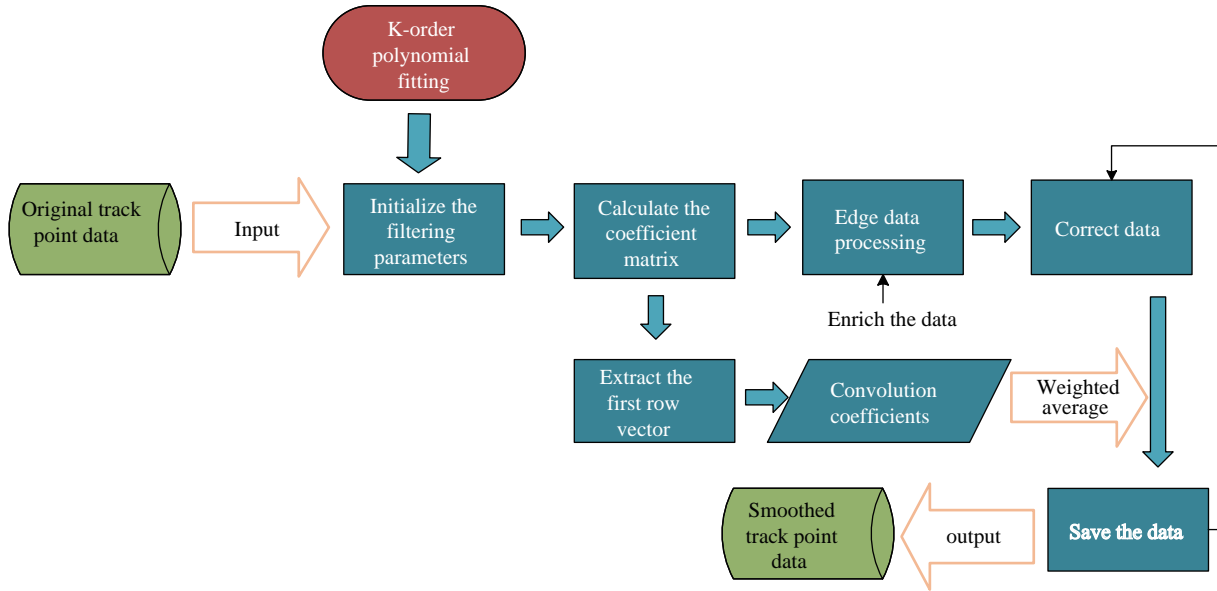 K-order
polynomial
fitting
Original track
point data
Input
Initialize the
filtering
parameters
Calculate the
coefficient
matrix
Edge data
processing
Correct data
Enrich the data
Extract the
first row
vector
Convolution
coefficients
Weighted
average
Smoothed
track point
data
output
Save the data